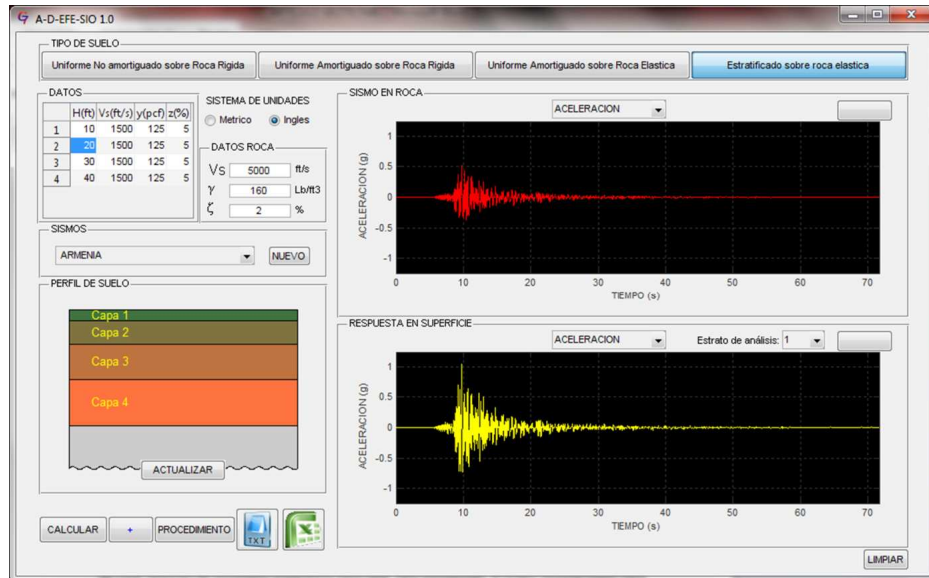 A-D-EFE-SIO 1.0
TIPO DE SUELO
Uniforme No amortiguado sobre Roca Rigida
Uniforme Amortiguado sobre Roca Rigida
Uniforme Amortiguado sobre Roca Elastica
Estratificado sobre roca elastica
DATOS
H(ft) Vs(ft/s) y(pcf) z(%)
1 10 1500 125 5
2 20 1500 125 5
3 30 1500 125 5
4 40 1500 125 5
SISTEMA DE UNIDADES
Metrico Ingles
DATOS ROCA
Vs 5000 ft/s
γ 160 Lb/ft3
ζ 2 %
SISMOS
ARMENIA NUEVO
PERFIL DE SUELO
Capa 1
Capa 2
Capa 3
Capa 4
ACTUALIZAR
CALCULAR + PROCEDIMIENTO TXT X
SISMO EN ROCA
ACELERACION
ACELERACION (g)
1
0.5
0
-0.5
-1
0 10 20 30 40 50 60 70
TIEMPO (s)
RESPUESTA EN SUPERFICIE
ACELERACION Estrato de análisis: 1
ACELERACION (g)
1
0.5
0
-0.5
-1
0 10 20 30 40 50 60 70
TIEMPO (s)
LIMPIAR